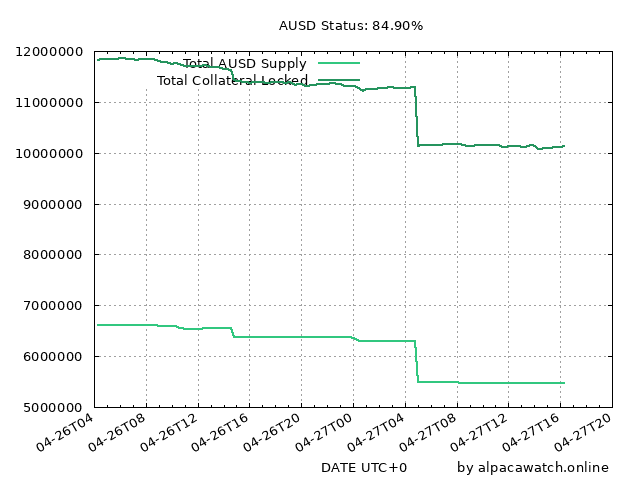 AUSD Status: 84.90%
12000000
11000000
10000000
9000000
8000000
7000000
6000000
5000000
Total AUSD Supply
Total Collateral Locked
04-26T04
04-26T08
04-26T12
04-26T16
04-26T20
04-27T00
04-27T04
04-27T08
04-27T12
04-27T16
04-27T20
DATE UTC+0
by alpacawatch.online